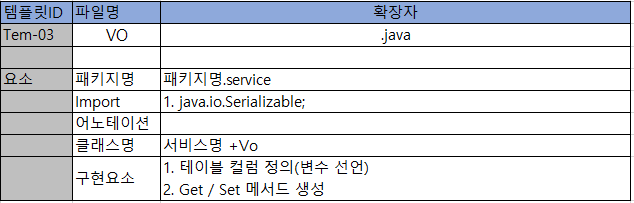 템플릿ID 파일명 확장자
Tem-03 VO .java
요소 패키지명 패키지명.service
Import 1. java.io.Serializable;
어노테이션
클래스명 서비스명 +Vo
구현요소 1. 테이블 컬럼 정의(변수 선언)
2. Get / Set 메서드 생성